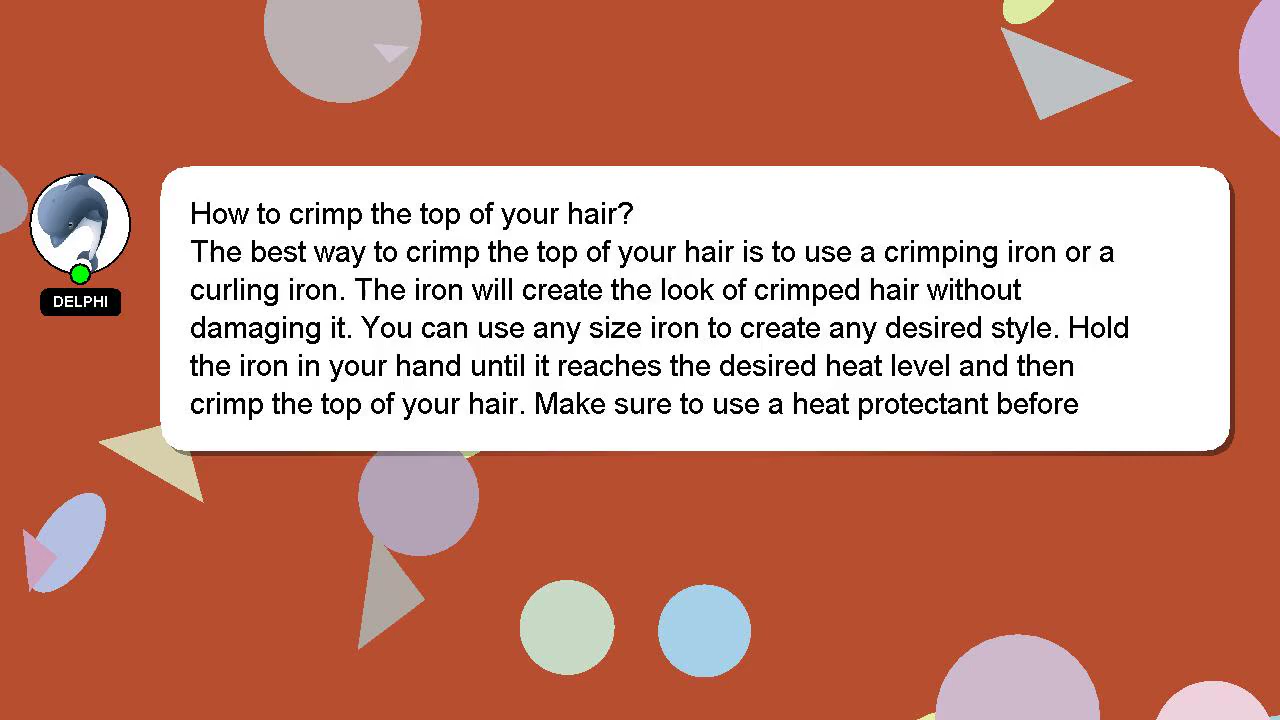 How to crimp the top of your hair?
The best way to crimp the top of your hair is to use a crimping iron or a
curling iron. The iron will create the look of crimped hair without
damaging it. You can use any size iron to create any desired style. Hold
the iron in your hand until it reaches the desired heat level and then
crimp the top of your hair. Make sure to use a heat protectant before
DELPHI